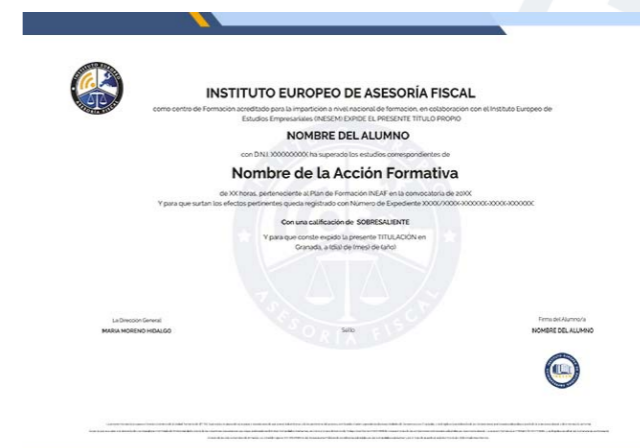 INSTITUTO EUROPEO DE ASESORÍA FISCAL
como centro de Formación acreditado para la impartición a nivel nacional de formación, en colaboración con el Instituto Europeo de
Estudios Empresariales (INESEM) EXPIDE EL PRESENTE TÍTULO PROPIO
NOMBRE DEL ALUMNO
con D.N.I. XXXXXXXXX ha superado los estudios correspondientes de
Nombre de la Acción Formativa
de XX horas, perteneciente al Plan de Formación INEAF en la convocatoria de 20XX
Y para que surtan los efectos pertinentes queda registrado con Número de Expediente XXXX/XXXX-XXXXXX-XXXX-XXXXXX
Con una calificación de SOBRESALIENTE
Y para que conste expido la presente TITULACIÓN en
Granada, a (día) de (mes) de (año)
ASESORÍA FISCAL
La Dirección General
MARIA MORENO HIDALGO
Sello
Firma del Alumno/a
NOMBRE DEL ALUMNO